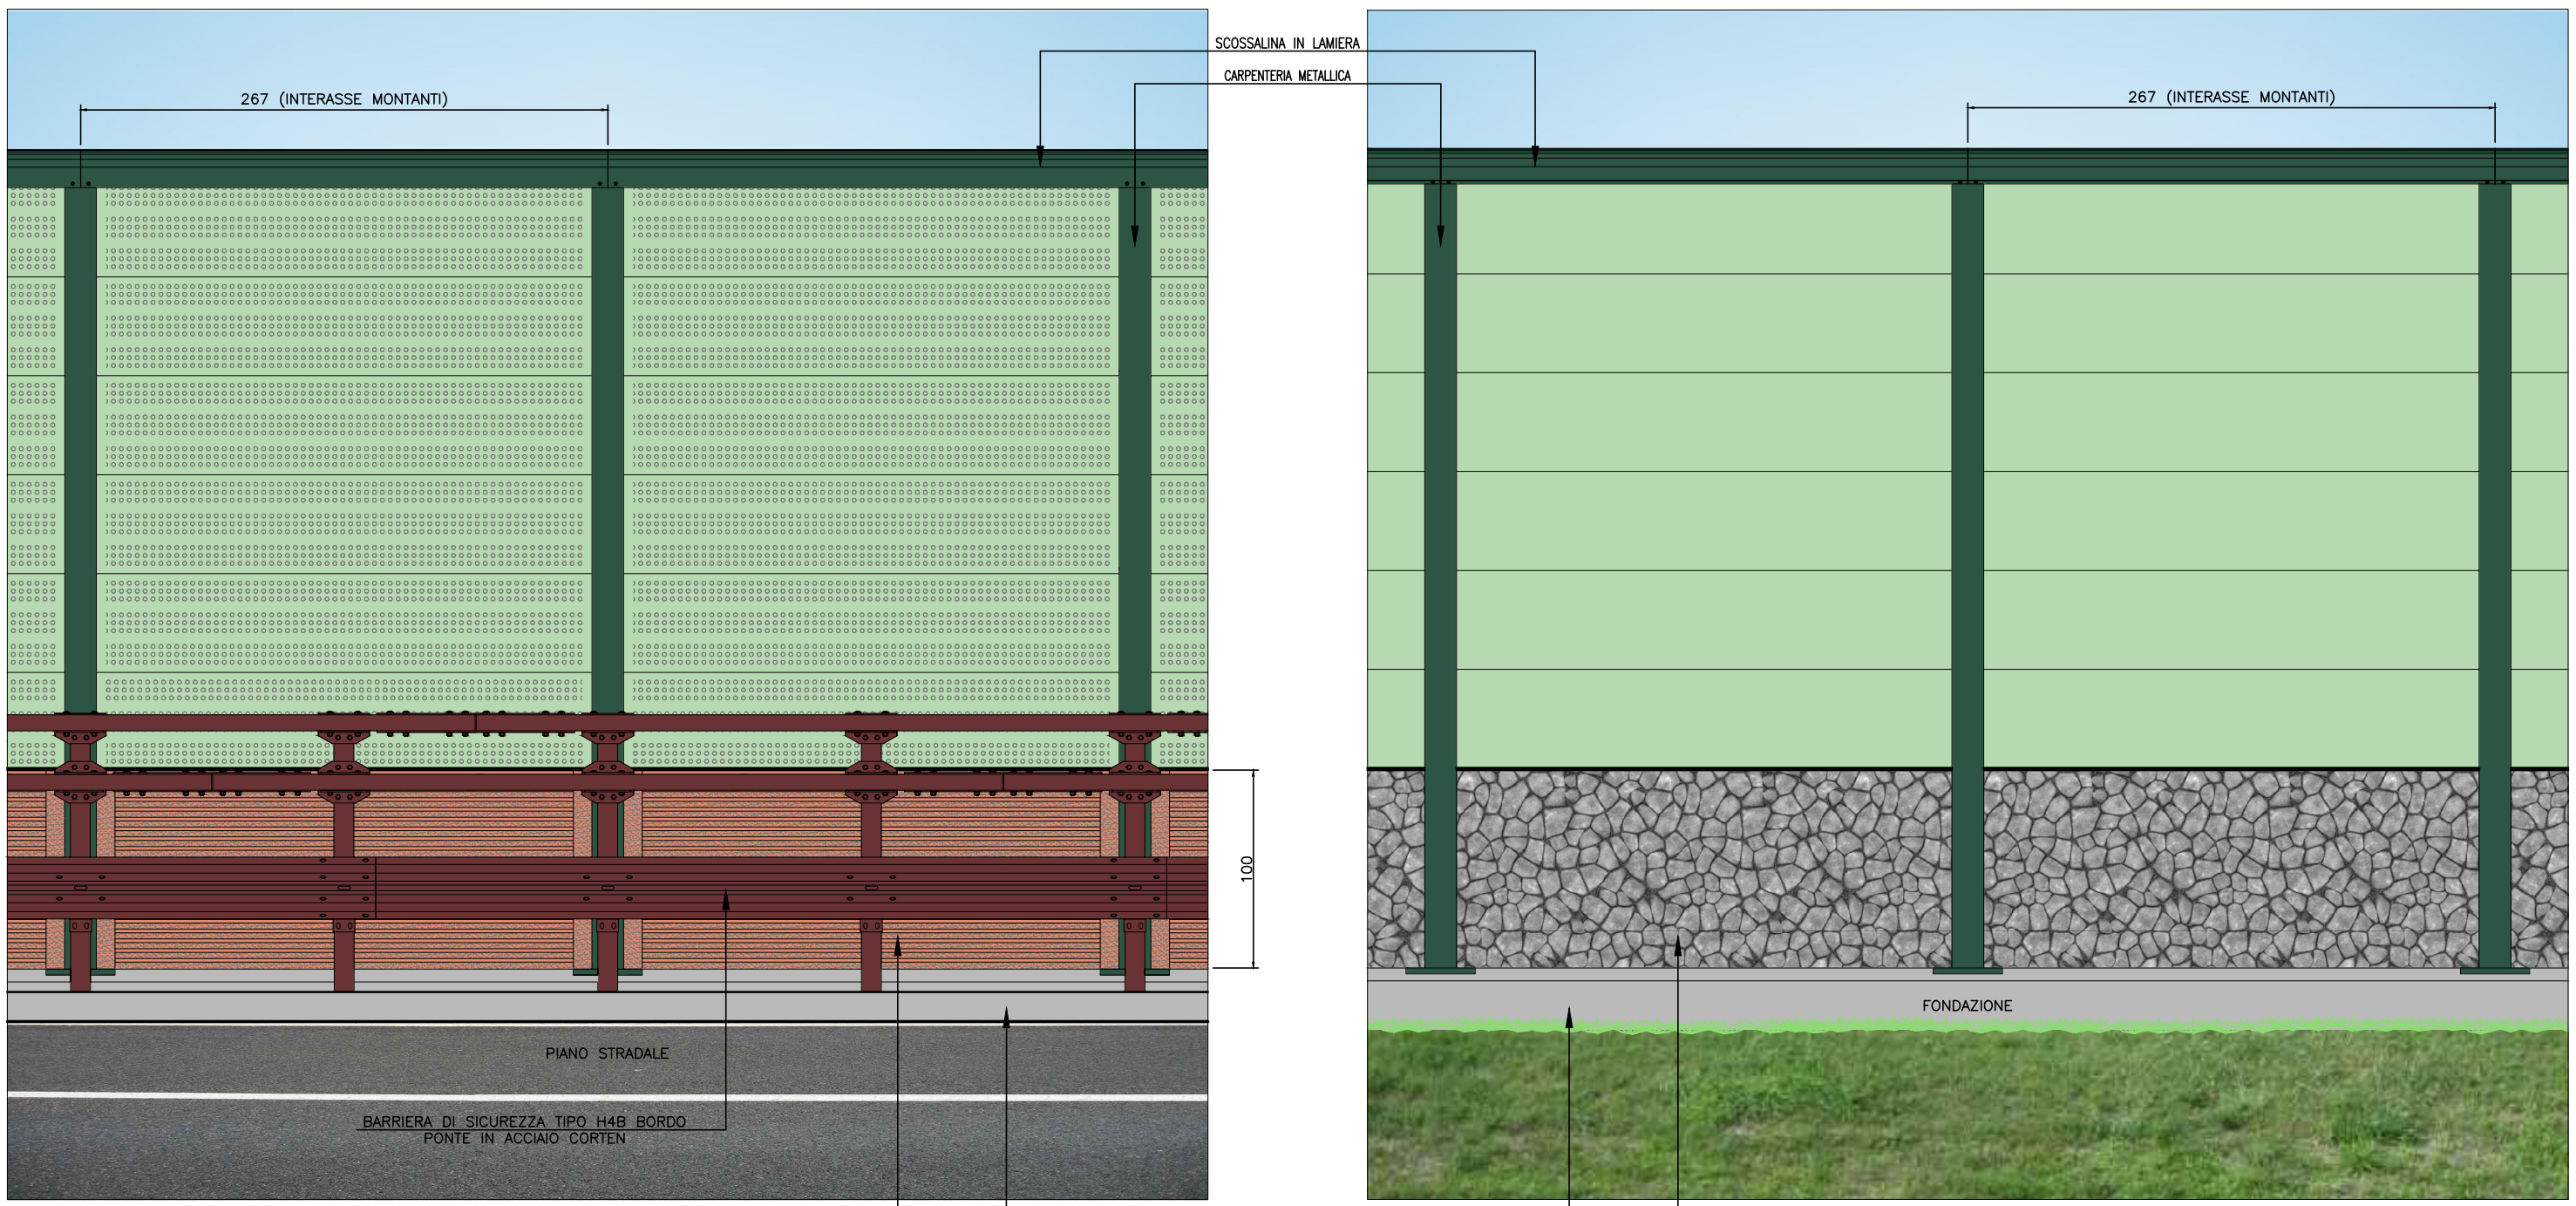 SCOSSALINA IN LAMIERA
CARPENTERIA METALLICA
267 (INTERASSE MONTANTI)
267 (INTERASSE MONTANTI)
100
FONDAZIONE
PIANO STRADALE
BARRIERA DI SICUREZZA TIPO H4B BORDO
PONTE IN ACCIAIO CORTEN